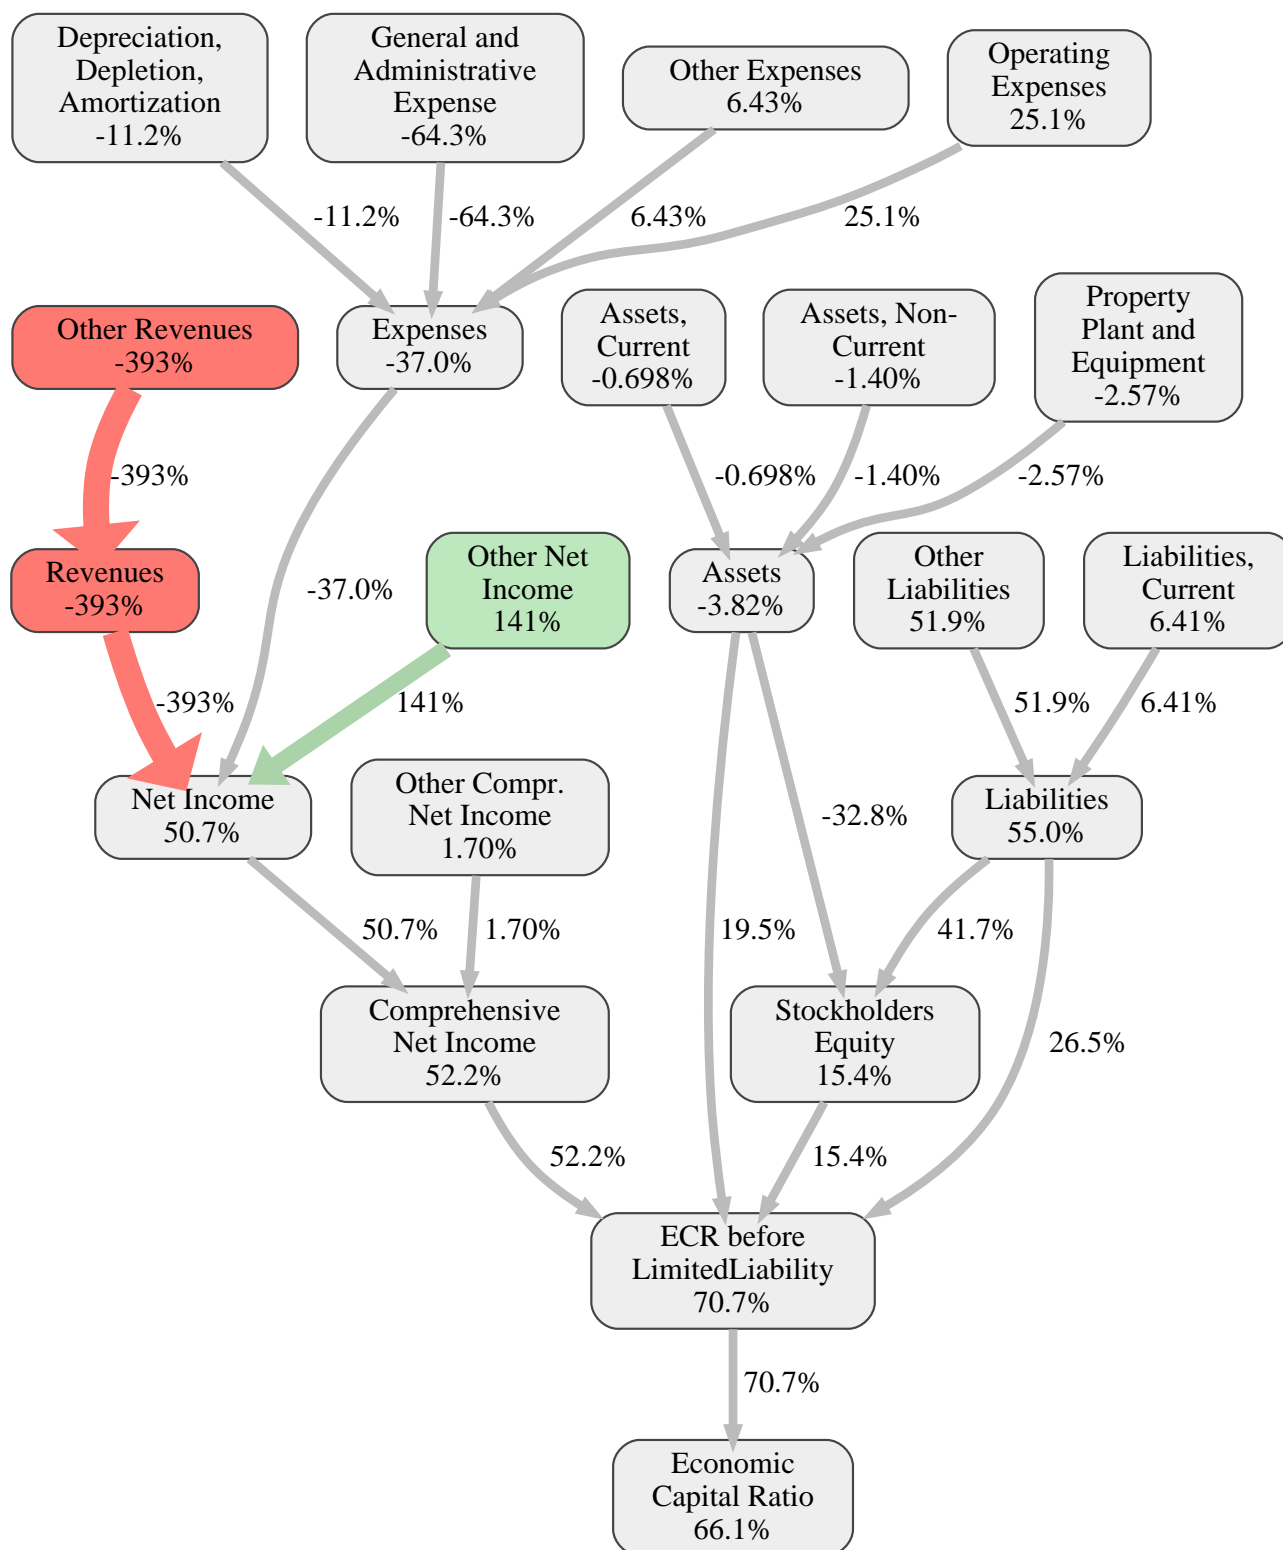 Depreciation,
Depletion,
Amortization
-11.2%
General and
Administrative
Expense
-64.3%
Other Expenses
6.43%
Operating
Expenses
25.1%
-11.2%
-64.3%
6.43%
25.1%
Other Revenues
-393%
Expenses
-37.0%
Assets,
Current
-0.698%
Assets, Non-
Current
-1.40%
Property
Plant and
Equipment
-2.57%
-393%
-0.698%
-1.40%
-2.57%
Revenues
-393%
-37.0%
Other Net
Income
141%
Assets
-3.82%
Other
Liabilities
51.9%
Liabilities,
Current
6.41%
-393%
141%
51.9%
6.41%
Net Income
50.7%
Other Compr.
Net Income
1.70%
-32.8%
Liabilities
55.0%
50.7%
1.70%
19.5%
41.7%
Comprehensive
Net Income
52.2%
Stockholders
Equity
15.4%
26.5%
52.2%
15.4%
ECR before
LimitedLiability
70.7%
70.7%
Economic
Capital Ratio
66.1%